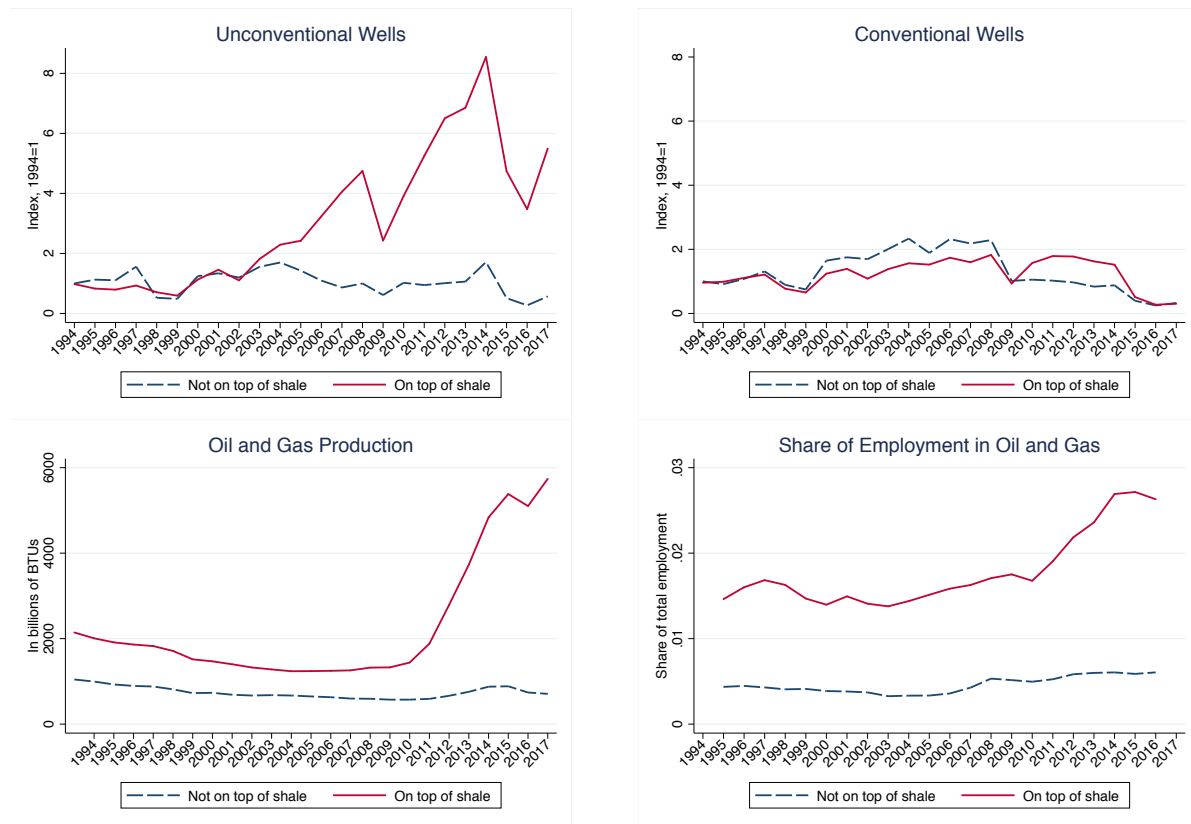 Unconventional Wells
Index, 1994=1
8
6
4
2
0
1994 1995 1996 1997 1998 1999 2000 2001 2002 2003 2004 2005 2006 2007 2008 2009 2010 2011 2012 2013 2014 2015 2016 2017
Not on top of shale On top of shale
Conventional Wells
Index, 1994=1
8
6
4
2
0
1994 1995 1996 1997 1998 1999 2000 2001 2002 2003 2004 2005 2006 2007 2008 2009 2010 2011 2012 2013 2014 2015 2016 2017
Not on top of shale On top of shale
Oil and Gas Production
In billions of BTUs
6000
4000
2000
0
1994 1995 1996 1997 1998 1999 2000 2001 2002 2003 2004 2005 2006 2007 2008 2009 2010 2011 2012 2013 2014 2015 2016 2017
Not on top of shale On top of shale
Share of Employment in Oil and Gas
Share of total employment
.03
.02
.01
0
1994 1995 1996 1997 1998 1999 2000 2001 2002 2003 2004 2005 2006 2007 2008 2009 2010 2011 2012 2013 2014 2015 2016 2017
Not on top of shale On top of shale